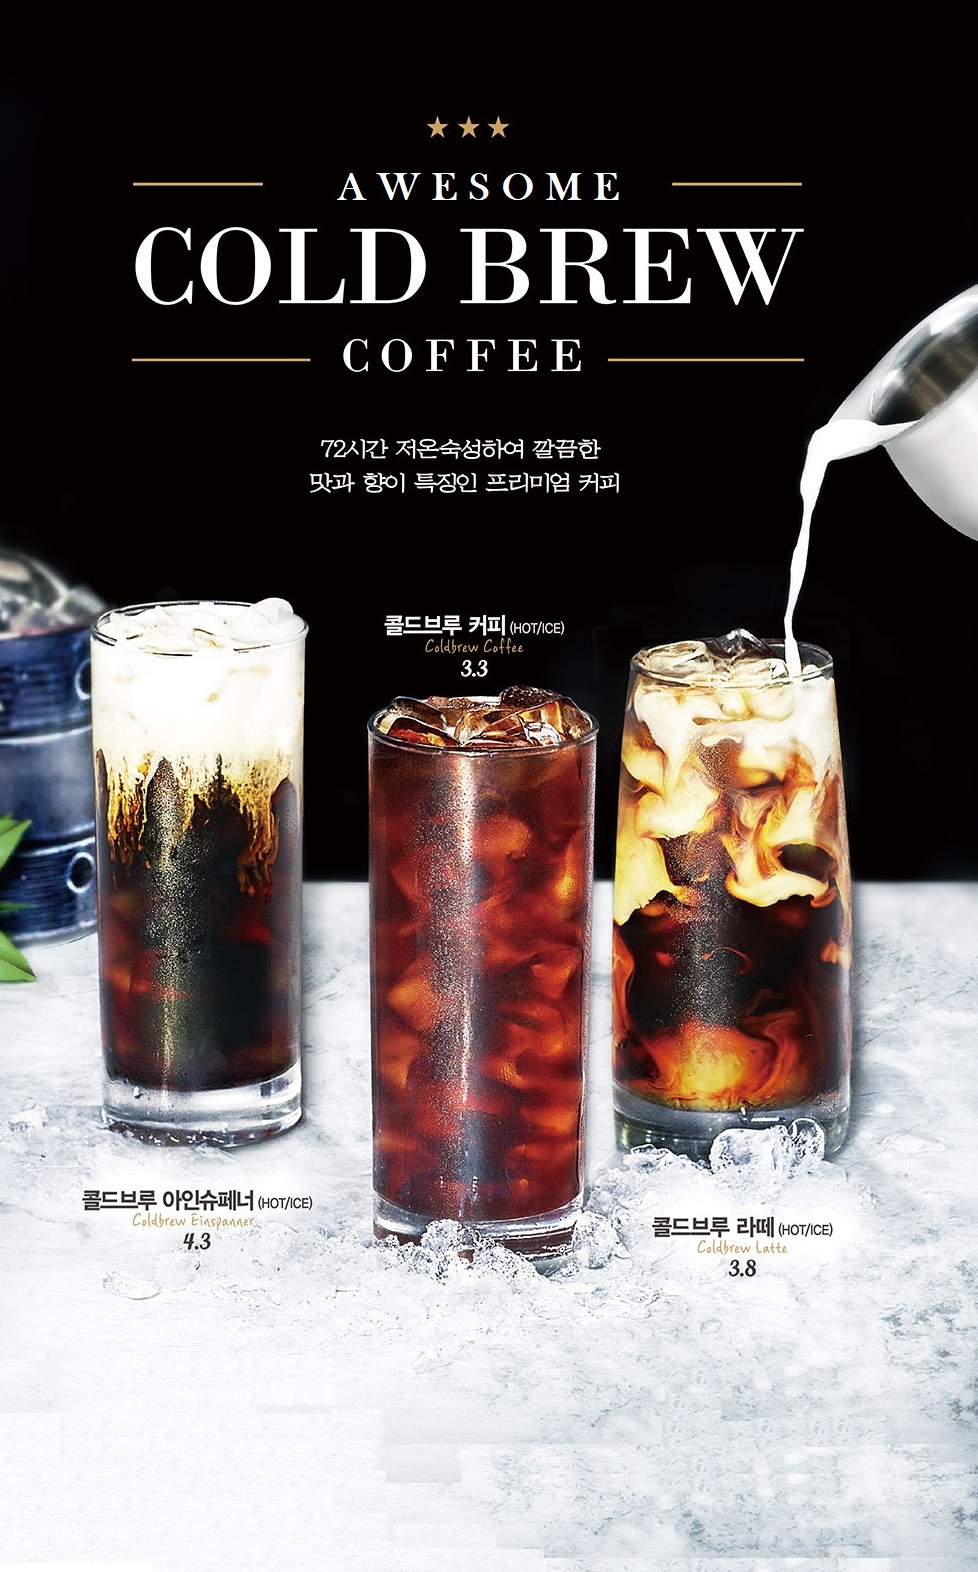 AWESOME
COLD BREW
COFFEE
72시간 저온숙성하여 깔끔한
맛과 향이 특징인 프리미엄 커피
콜드브루 커피 (HOT/ICE)
Coldbrew Coffee
3.3
콜드브루 아인슈페너 (HOT/ICE)
Coldbrew Einspanner
4.3
콜드브루 라떼 (HOT/ICE)
Coldbrew Latte
3.8